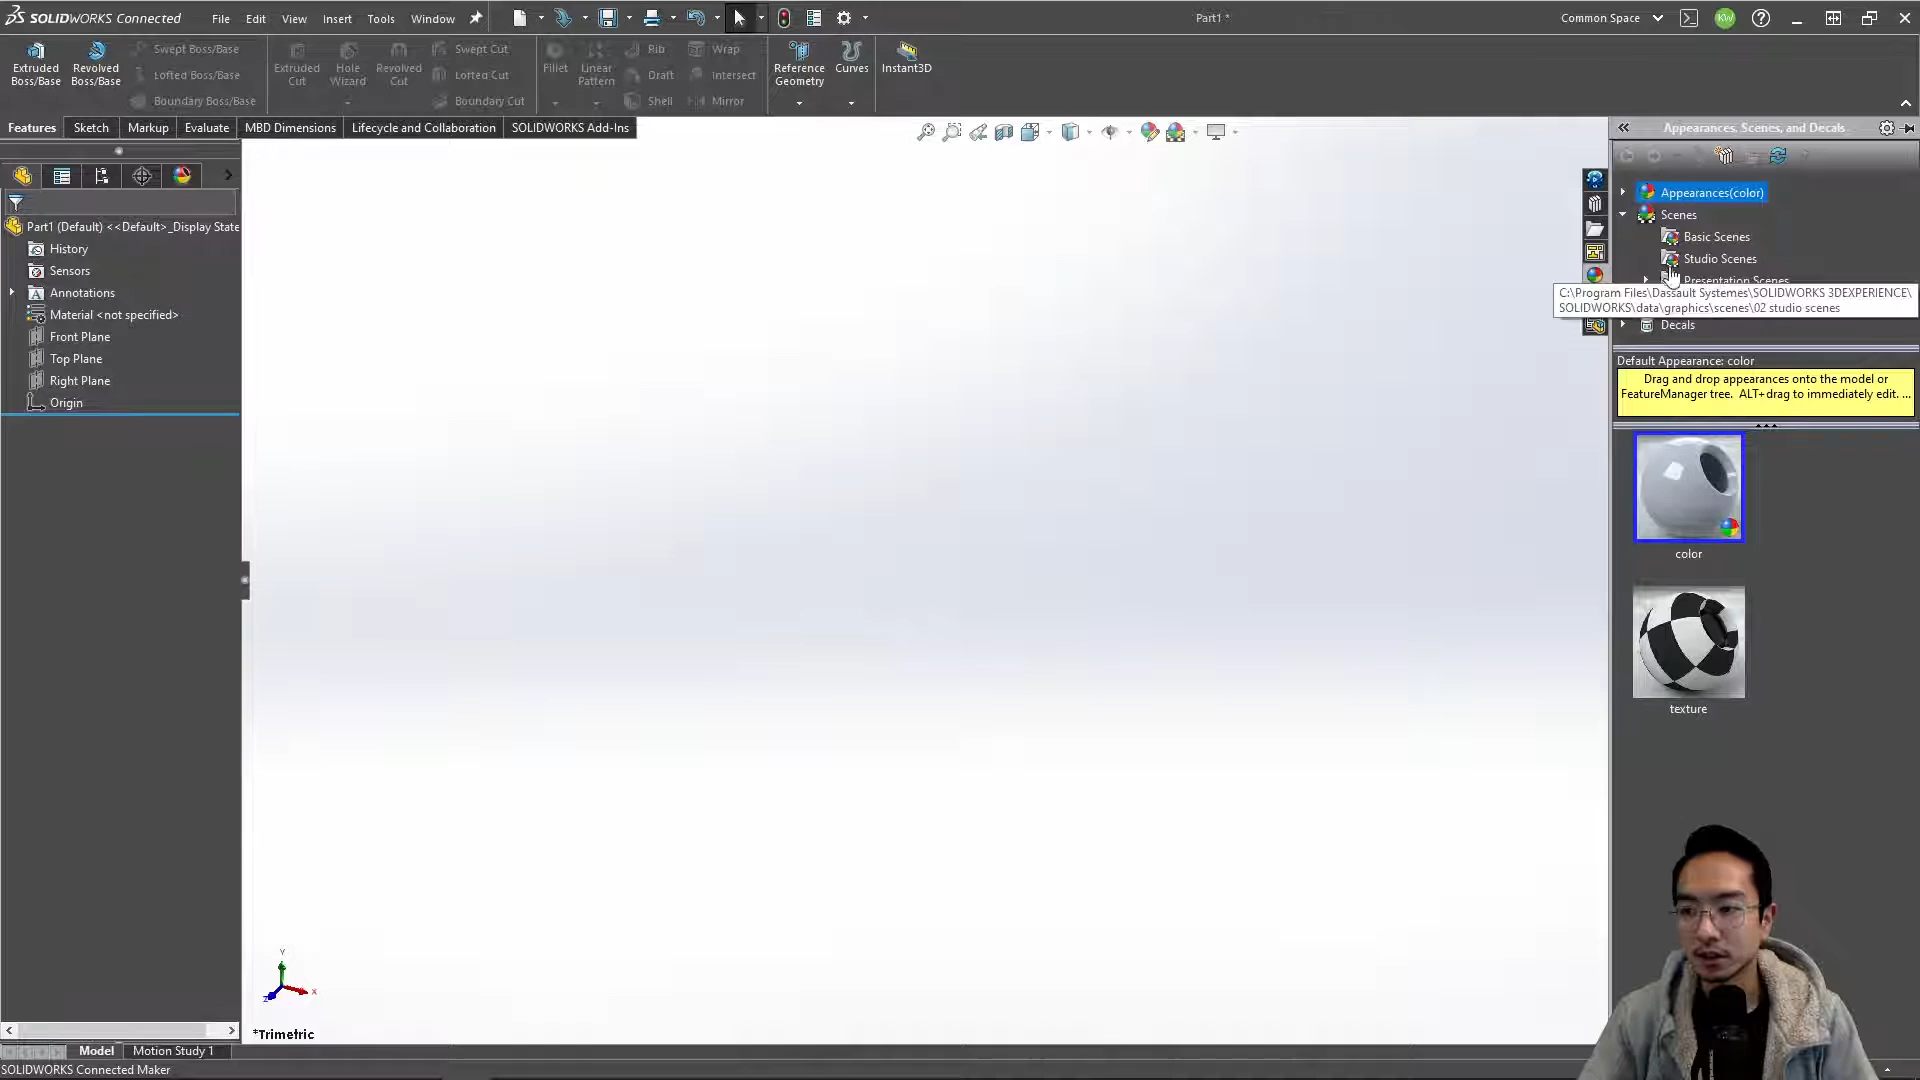 SOLIDWORKS Connected
File Edit View Insert Tools Window
Part1 *
Common Space
KW
Extruded Boss/Base
Revolved Boss/Base
Swept Boss/Base
Lofted Boss/Base
Boundary Boss/Base
Extruded Cut
Hole Wizard
Revolved Cut
Swept Cut
Lofted Cut
Boundary Cut
Fillet
Linear Pattern
Rib
Draft
Shell
Wrap
Intersect
Mirror
Reference Geometry
Curves
Instant3D
Features Sketch Markup Evaluate MBD Dimensions Lifecycle and Collaboration SOLIDWORKS Add-Ins
Part1 (Default) <<Default>_Display State
History
Sensors
Annotations
Material <not specified>
Front Plane
Top Plane
Right Plane
Origin
Appearances, Scenes, and Decals
Appearances(color)
Scenes
Basic Scenes
Studio Scenes
Presentation Scenes
C:\Program Files\Dassault Systemes\SOLIDWORKS 3DEXPERIENCE\
SOLIDWORKS\data\graphics\scenes\02 studio scenes
Decals
Default Appearance: color
Drag and drop appearances onto the model or
FeatureManager tree. ALT+drag to immediately edit. ...
color
texture
Y
X
Z
*Trimetric
Model Motion Study 1
SOLIDWORKS Connected Maker